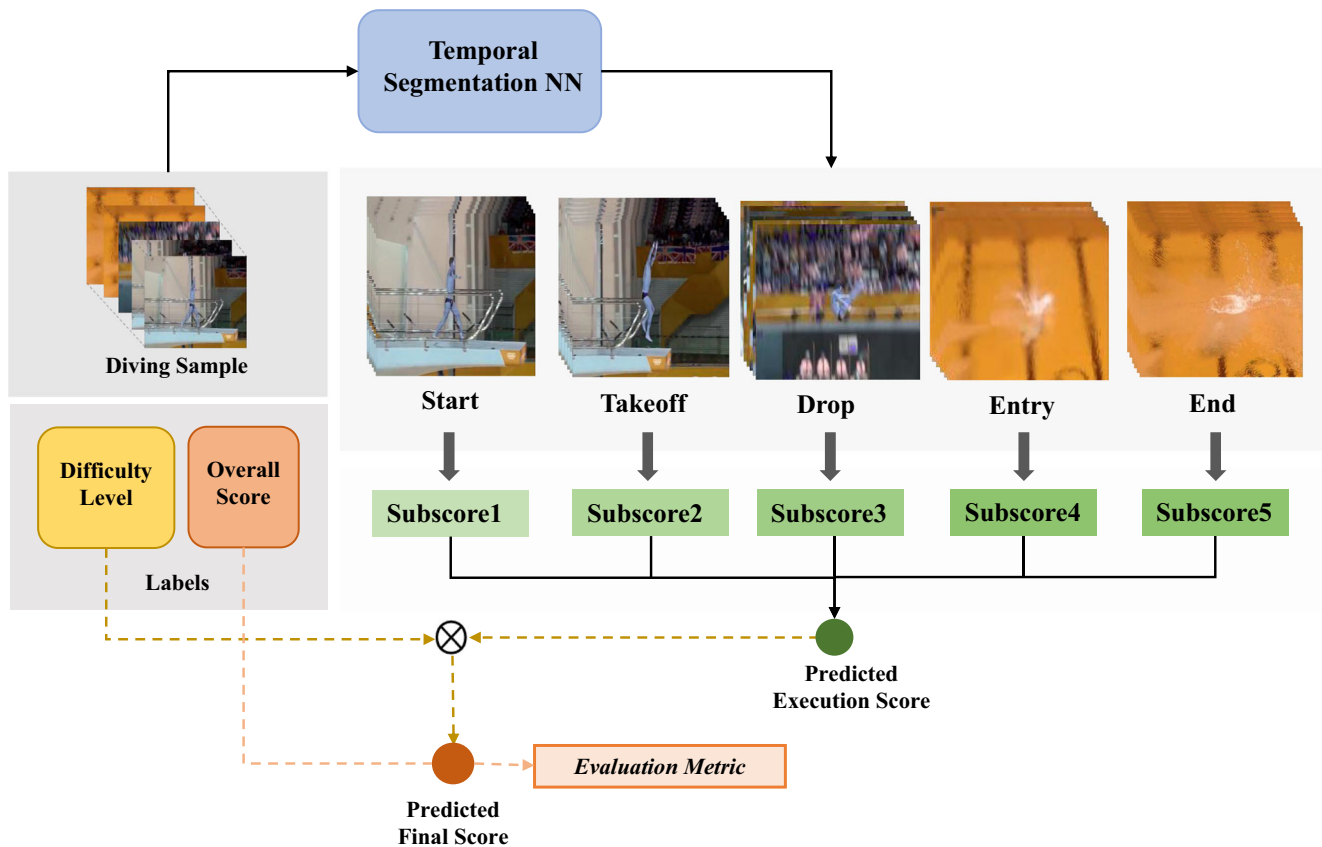 Temporal
Segmentation NN
Diving Sample
Start
Takeoff
Drop
Entry
End
Difficulty
Level
Overall
Score
Labels
Subscore1
Subscore2
Subscore3
Subscore4
Subscore5
Predicted
Execution Score
Evaluation Metric
Predicted
Final Score